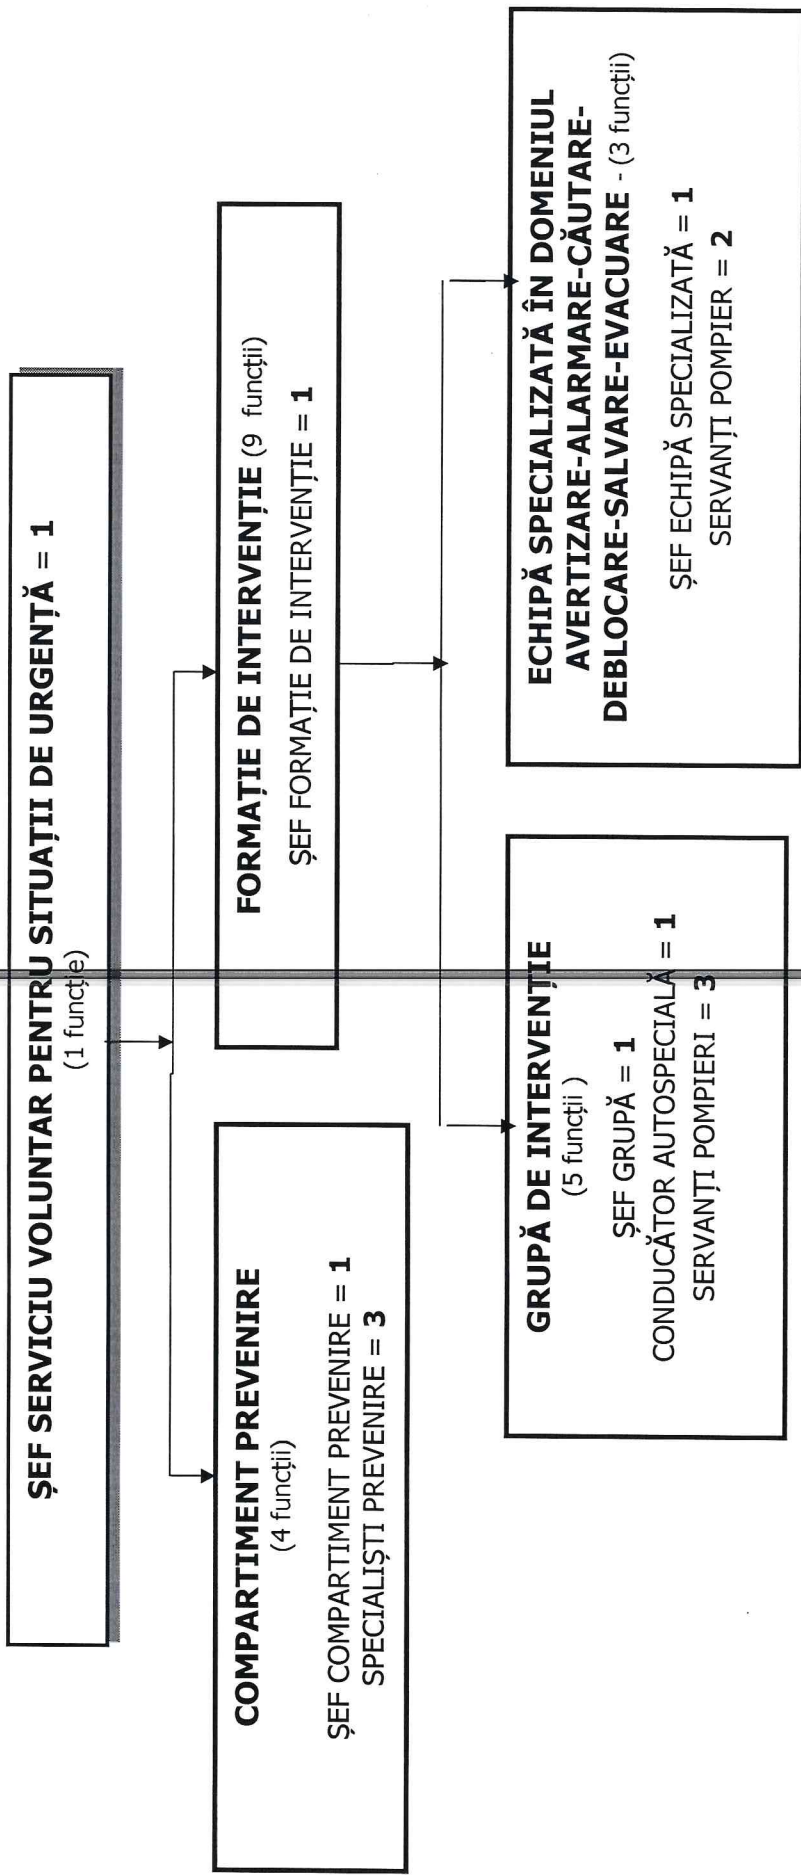 ȘEF SERVICIU VOLUNTAR PENTRU SITUAȚII DE URGENȚĂ = 1
(1 funcție)
COMPARTIMENT PREVENIRE
(4 funcții)
ȘEF COMPARTIMENT PREVENIRE = 1
SPECIALIȘTI PREVENIRE = 3
FORMAȚIE DE INTERVENȚIE (9 funcții)
ȘEF FORMAȚIE DE INTERVENȚIE = 1
GRUPĂ DE INTERVENȚIE
(5 funcții )
ȘEF GRUPĂ = 1
CONDUCĂTOR AUTOSPECIALĂ = 1
SERVANȚI POMPIERI = 3
ECHIPĂ SPECIALIZATĂ ÎN DOMENIUL
AVERTIZARE-ALARMARE-CĂUTARE-
DEBLOCARE-SALVARE-EVACUARE - (3 funcții)
ȘEF ECHIPĂ SPECIALIZATĂ = 1
SERVANȚI POMPIER = 2